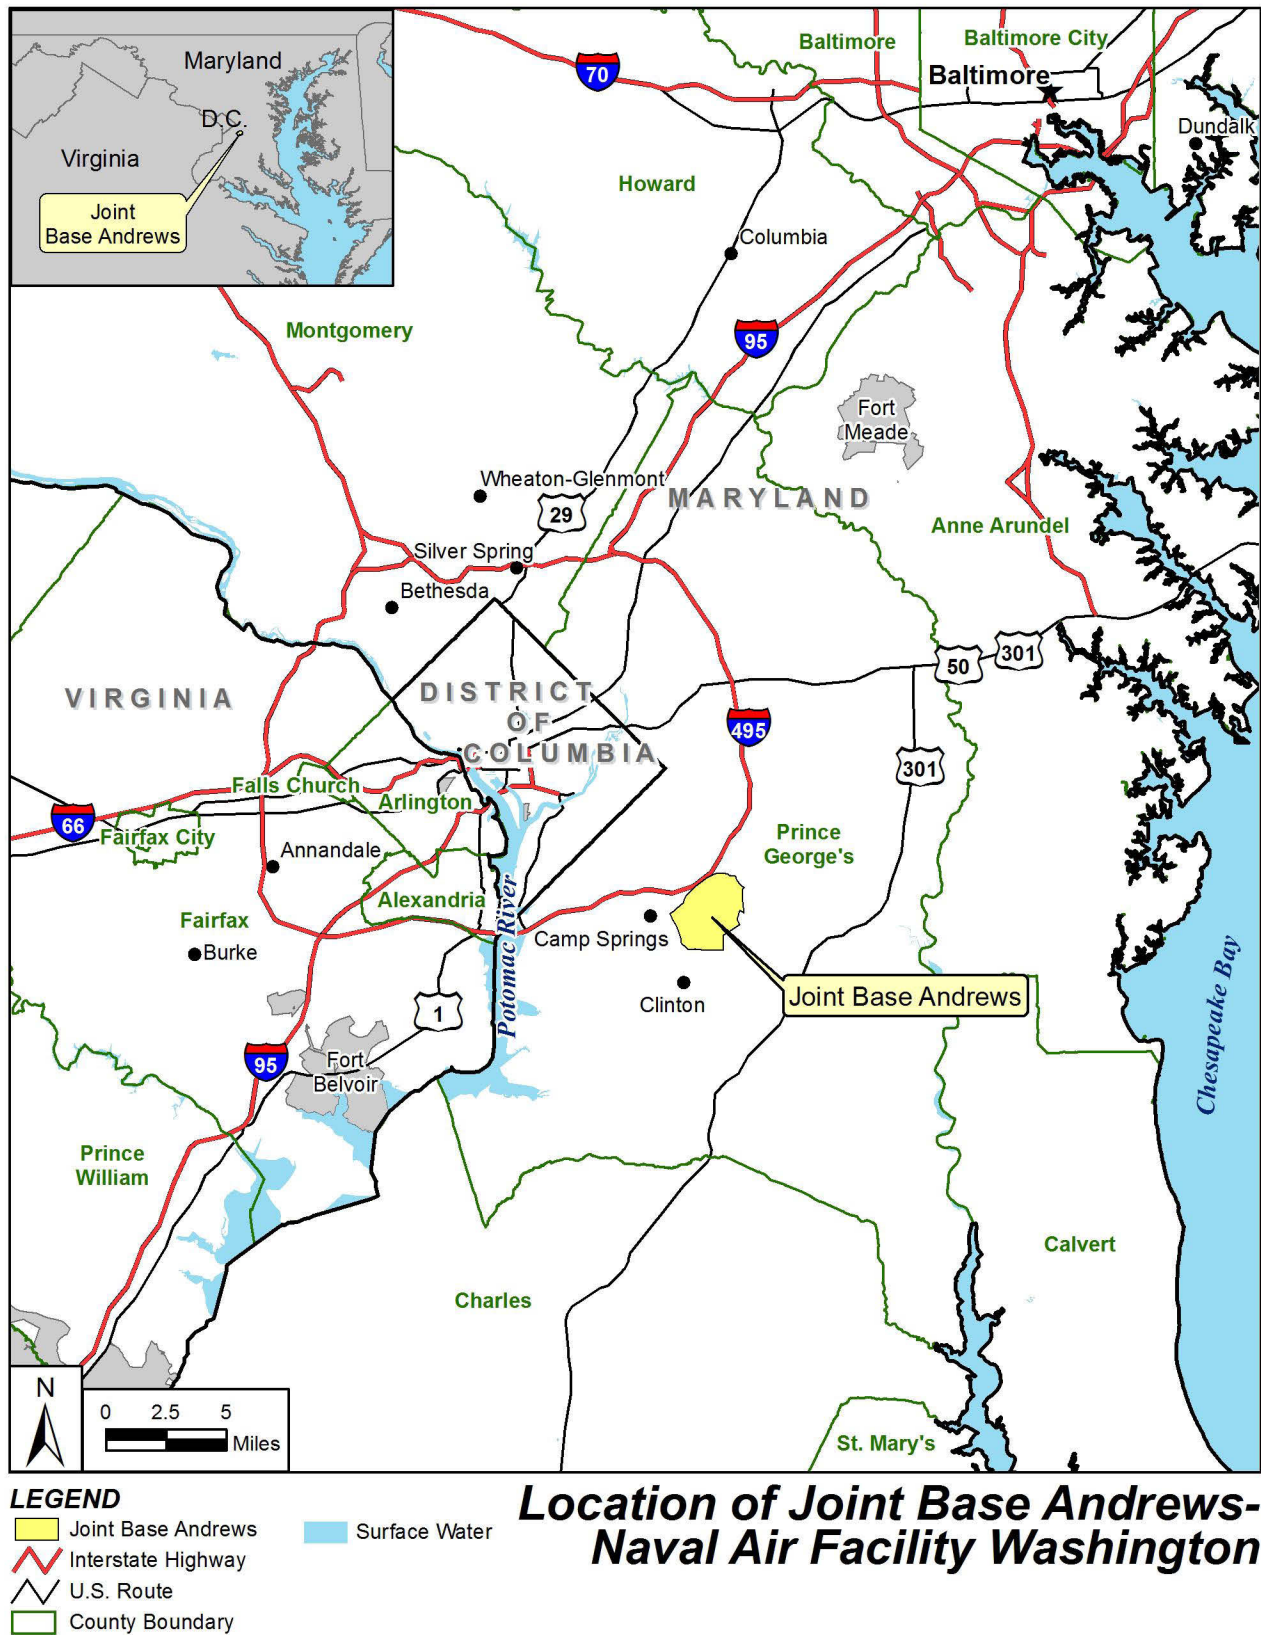 Maryland
D.C.
Virginia
Joint
Base Andrews
70
Baltimore
Baltimore City
Baltimore
Dundalk
Howard
Columbia
Montgomery
95
Fort
Meade
Wheaton-Glenmont
29
MARYLAND
Anne Arundel
Silver Spring
Bethesda
50
301
VIRGINIA
DISTRICT
OF
COLUMBIA
495
301
Falls Church
Arlington
66
Fairfax City
Prince
George's
Annandale
Alexandria
Fairfax
Burke
Potomac River
Camp Springs
Clinton
Joint Base Andrews
Chesapeake Bay
1
95
Fort
Belvoir
Prince
William
Calvert
Charles
St. Mary's
N
0 2.5 5
Miles
LEGEND
Joint Base Andrews
Surface Water
Interstate Highway
U.S. Route
County Boundary
Location of Joint Base Andrews-
Naval Air Facility Washington